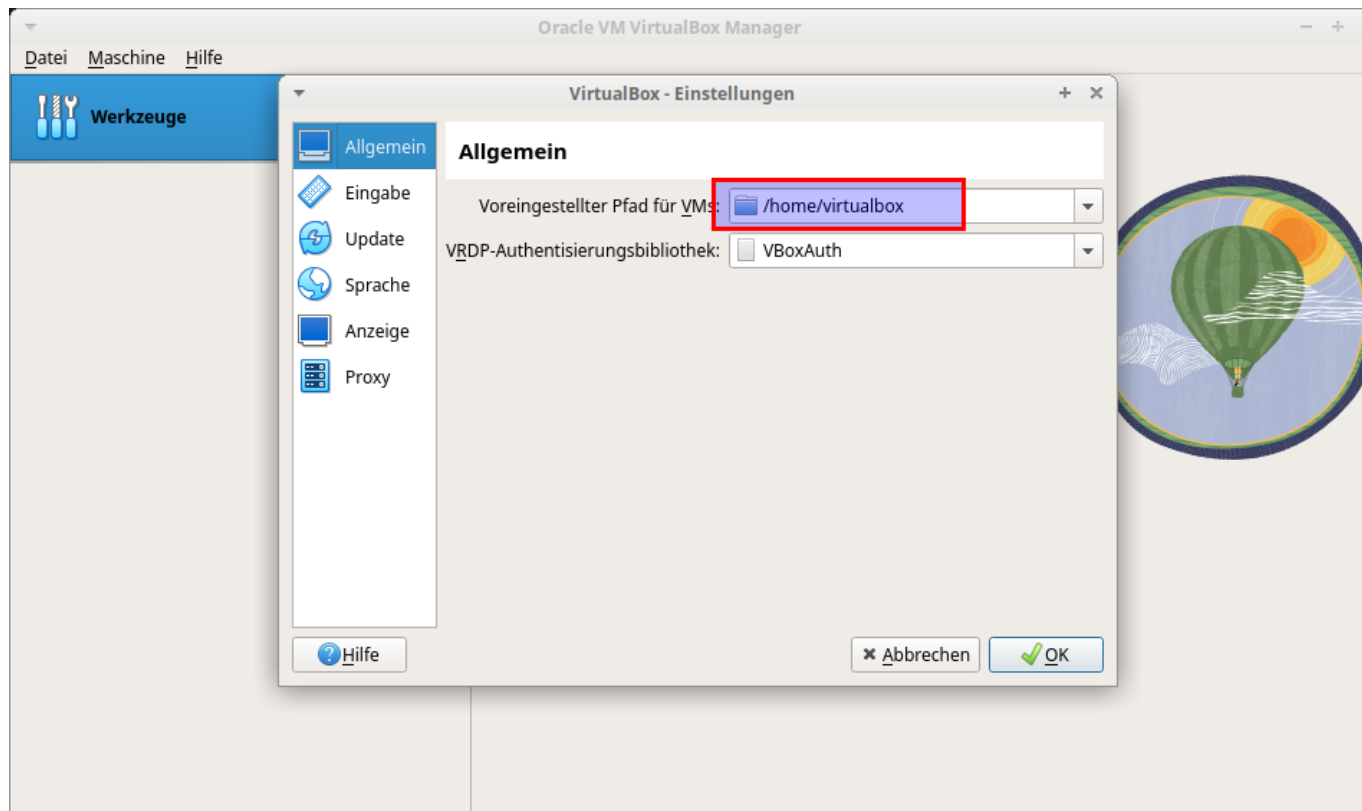 Oracle VM VirtualBox Manager
Datei Maschine Hilfe
Werkzeuge
VirtualBox - Einstellungen
Allgemein
Eingabe
Update
Sprache
Anzeige
Proxy
Allgemein
Voreingestellter Pfad für VMs: /home/virtualbox
VRDP-Authentisierungsbibliothek: VBoxAuth
Hilfe
Abbrechen
OK